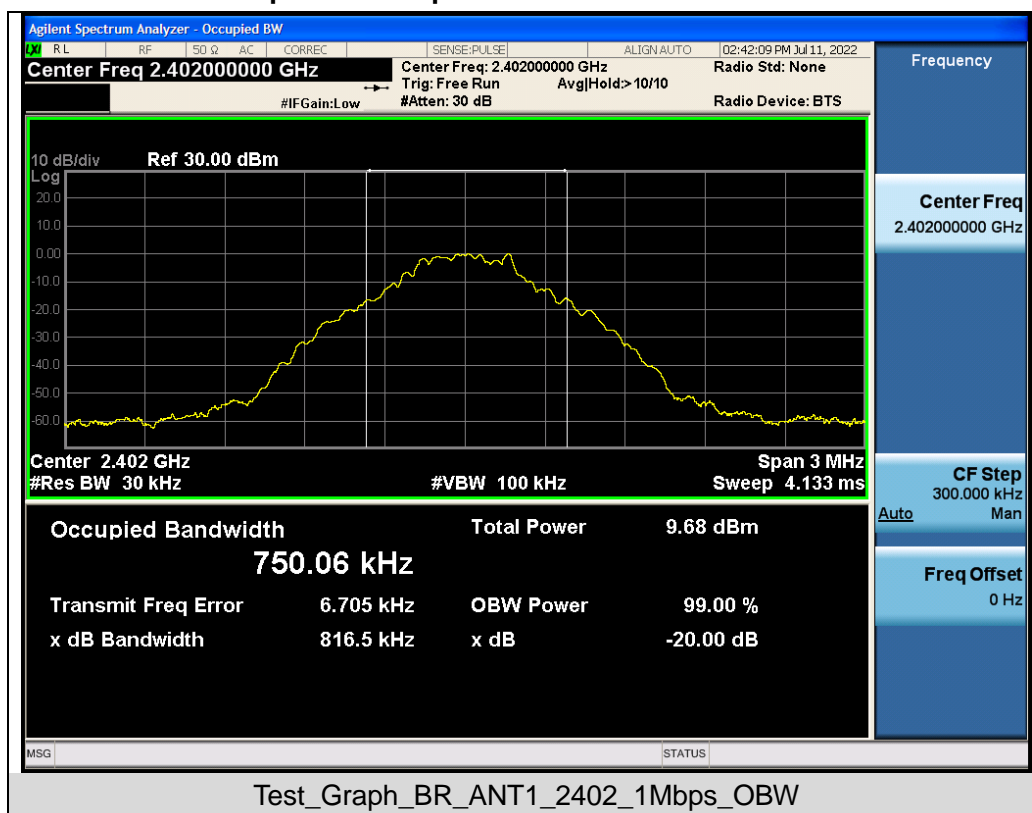 Agilent Spectrum Analyzer - Occupied BW
LXI RL RF 50 Ω AC CORREC SENSE:PULSE ALIGN AUTO 02:42:09 PM Jul 11, 2022
Center Freq 2.402000000 GHz
Center Freq: 2.402000000 GHz
Radio Std: None
Trig: Free Run
Avg|Hold:> 10/10
#IFGain:Low
#Atten: 30 dB
Radio Device: BTS
10 dB/div Ref 30.00 dBm
Log
20.0
10.0
0.00
-10.0
-20.0
-30.0
-40.0
-50.0
-60.0
Center 2.402 GHz
Span 3 MHz
#Res BW 30 kHz
#VBW 100 kHz
Sweep 4.133 ms
Occupied Bandwidth
750.06 kHz
Total Power 9.68 dBm
Transmit Freq Error 6.705 kHz
OBW Power 99.00 %
x dB Bandwidth 816.5 kHz
x dB -20.00 dB
Frequency
Center Freq
2.402000000 GHz
CF Step
300.000 kHz
Auto Man
Freq Offset
0 Hz
MSG
STATUS
Test_Graph_BR_ANT1_2402_1Mbps_OBW